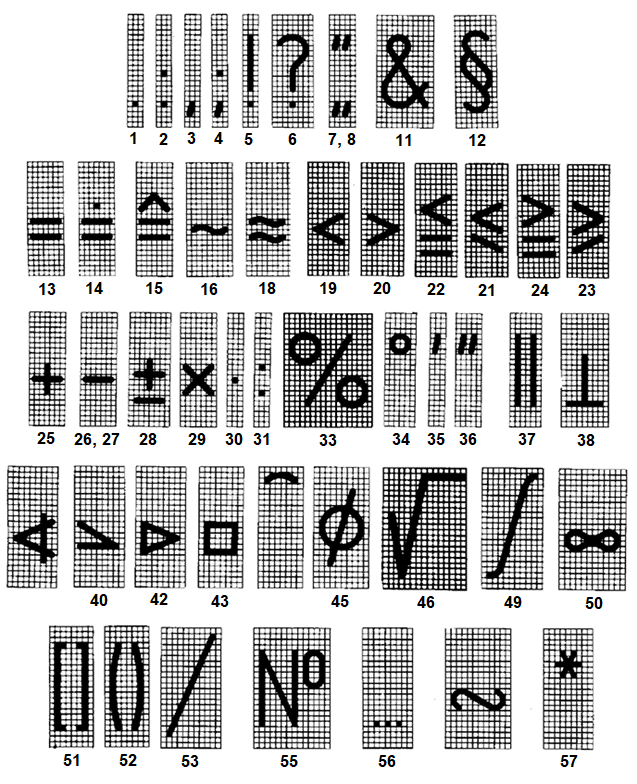 . : , ; ! ? " " & §
1 2 3 4 5 6 7, 8 11 12
= ≐ ≙ ~ ≈ < > ≦ ⩽ ≧ ⩾
13 14 15 16 18 19 20 22 21 24 23
+ − ± × · : % ° ′ ″ ∥ ⊥
25 26, 27 28 29 30 31 33 34 35 36 37 38
∢ ∠ ▷ □ ⌒ ⌀ √ ∫ ∞
40 42 43 45 46 49 50
[ ] ( ) / № ... ∽ *
51 52 53 55 56 57